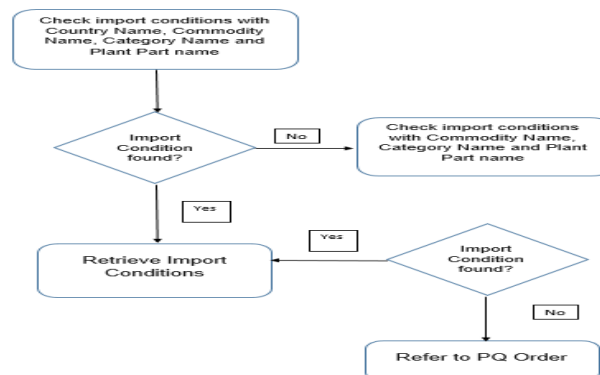 Check import conditions with
Country Name, Commodity
Name, Category Name and
Plant Part name
Import
Condition
found?
No
Check import conditions
with Commodity Name,
Category Name and Plant
Part name
Yes
Retrieve Import
Conditions
Yes
Import
Condition
found?
No
Refer to PQ Order